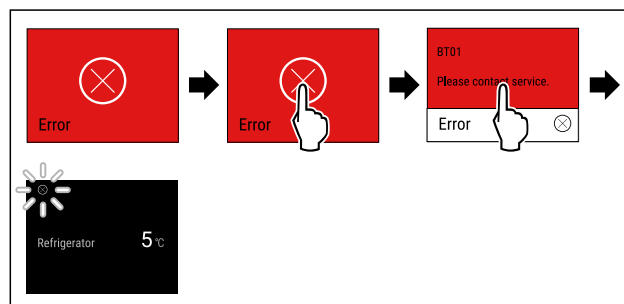 Error
Error
BT01
Please contact service.
Error
Refrigerator 5 °C